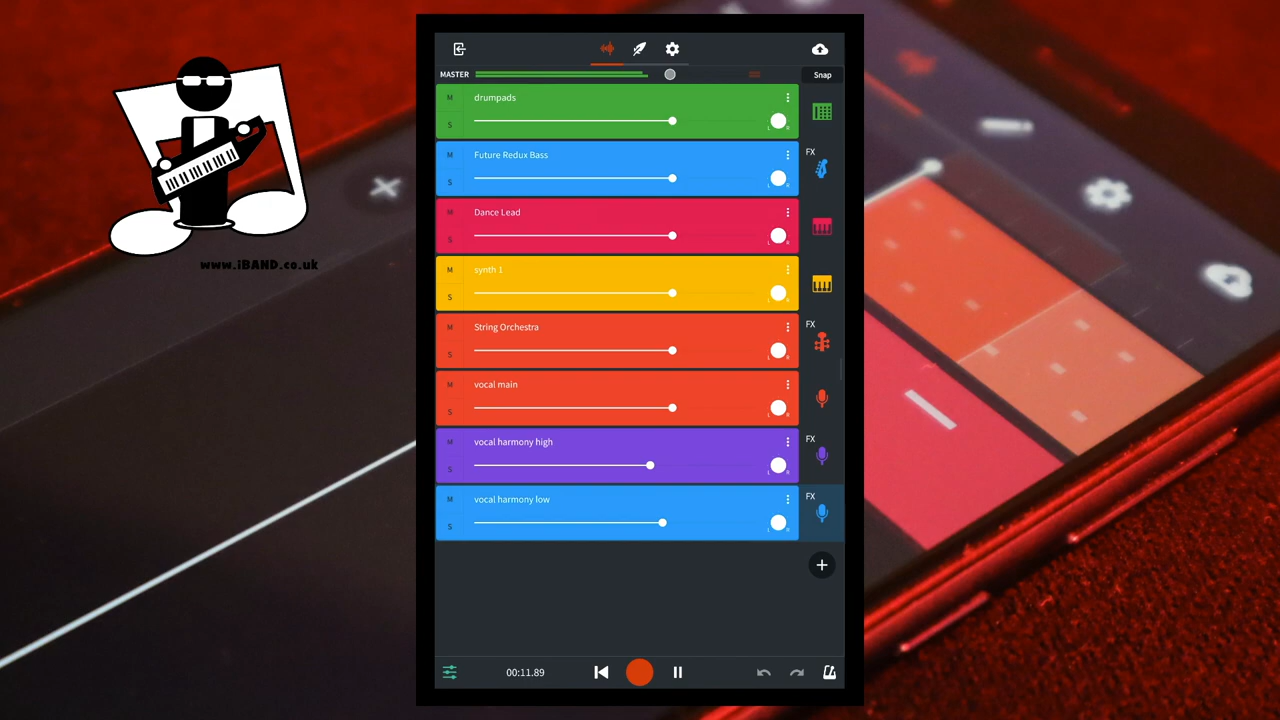 www.iBAND.co.uk
MASTER
Snap
M
drumpads
S
L R
M
Future Redux Bass
FX
S
L R
M
Dance Lead
S
L R
M
synth 1
S
L R
M
String Orchestra
FX
S
L R
M
vocal main
S
L R
M
vocal harmony high
FX
S
L R
M
vocal harmony low
FX
S
L R
00:11.89